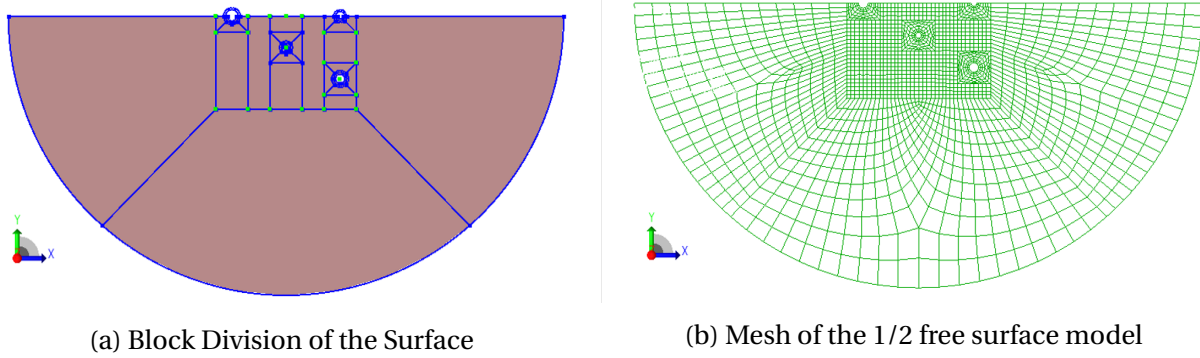 Y
X
Y
X
(a) Block Division of the Surface
(b) Mesh of the 1/2 free surface model